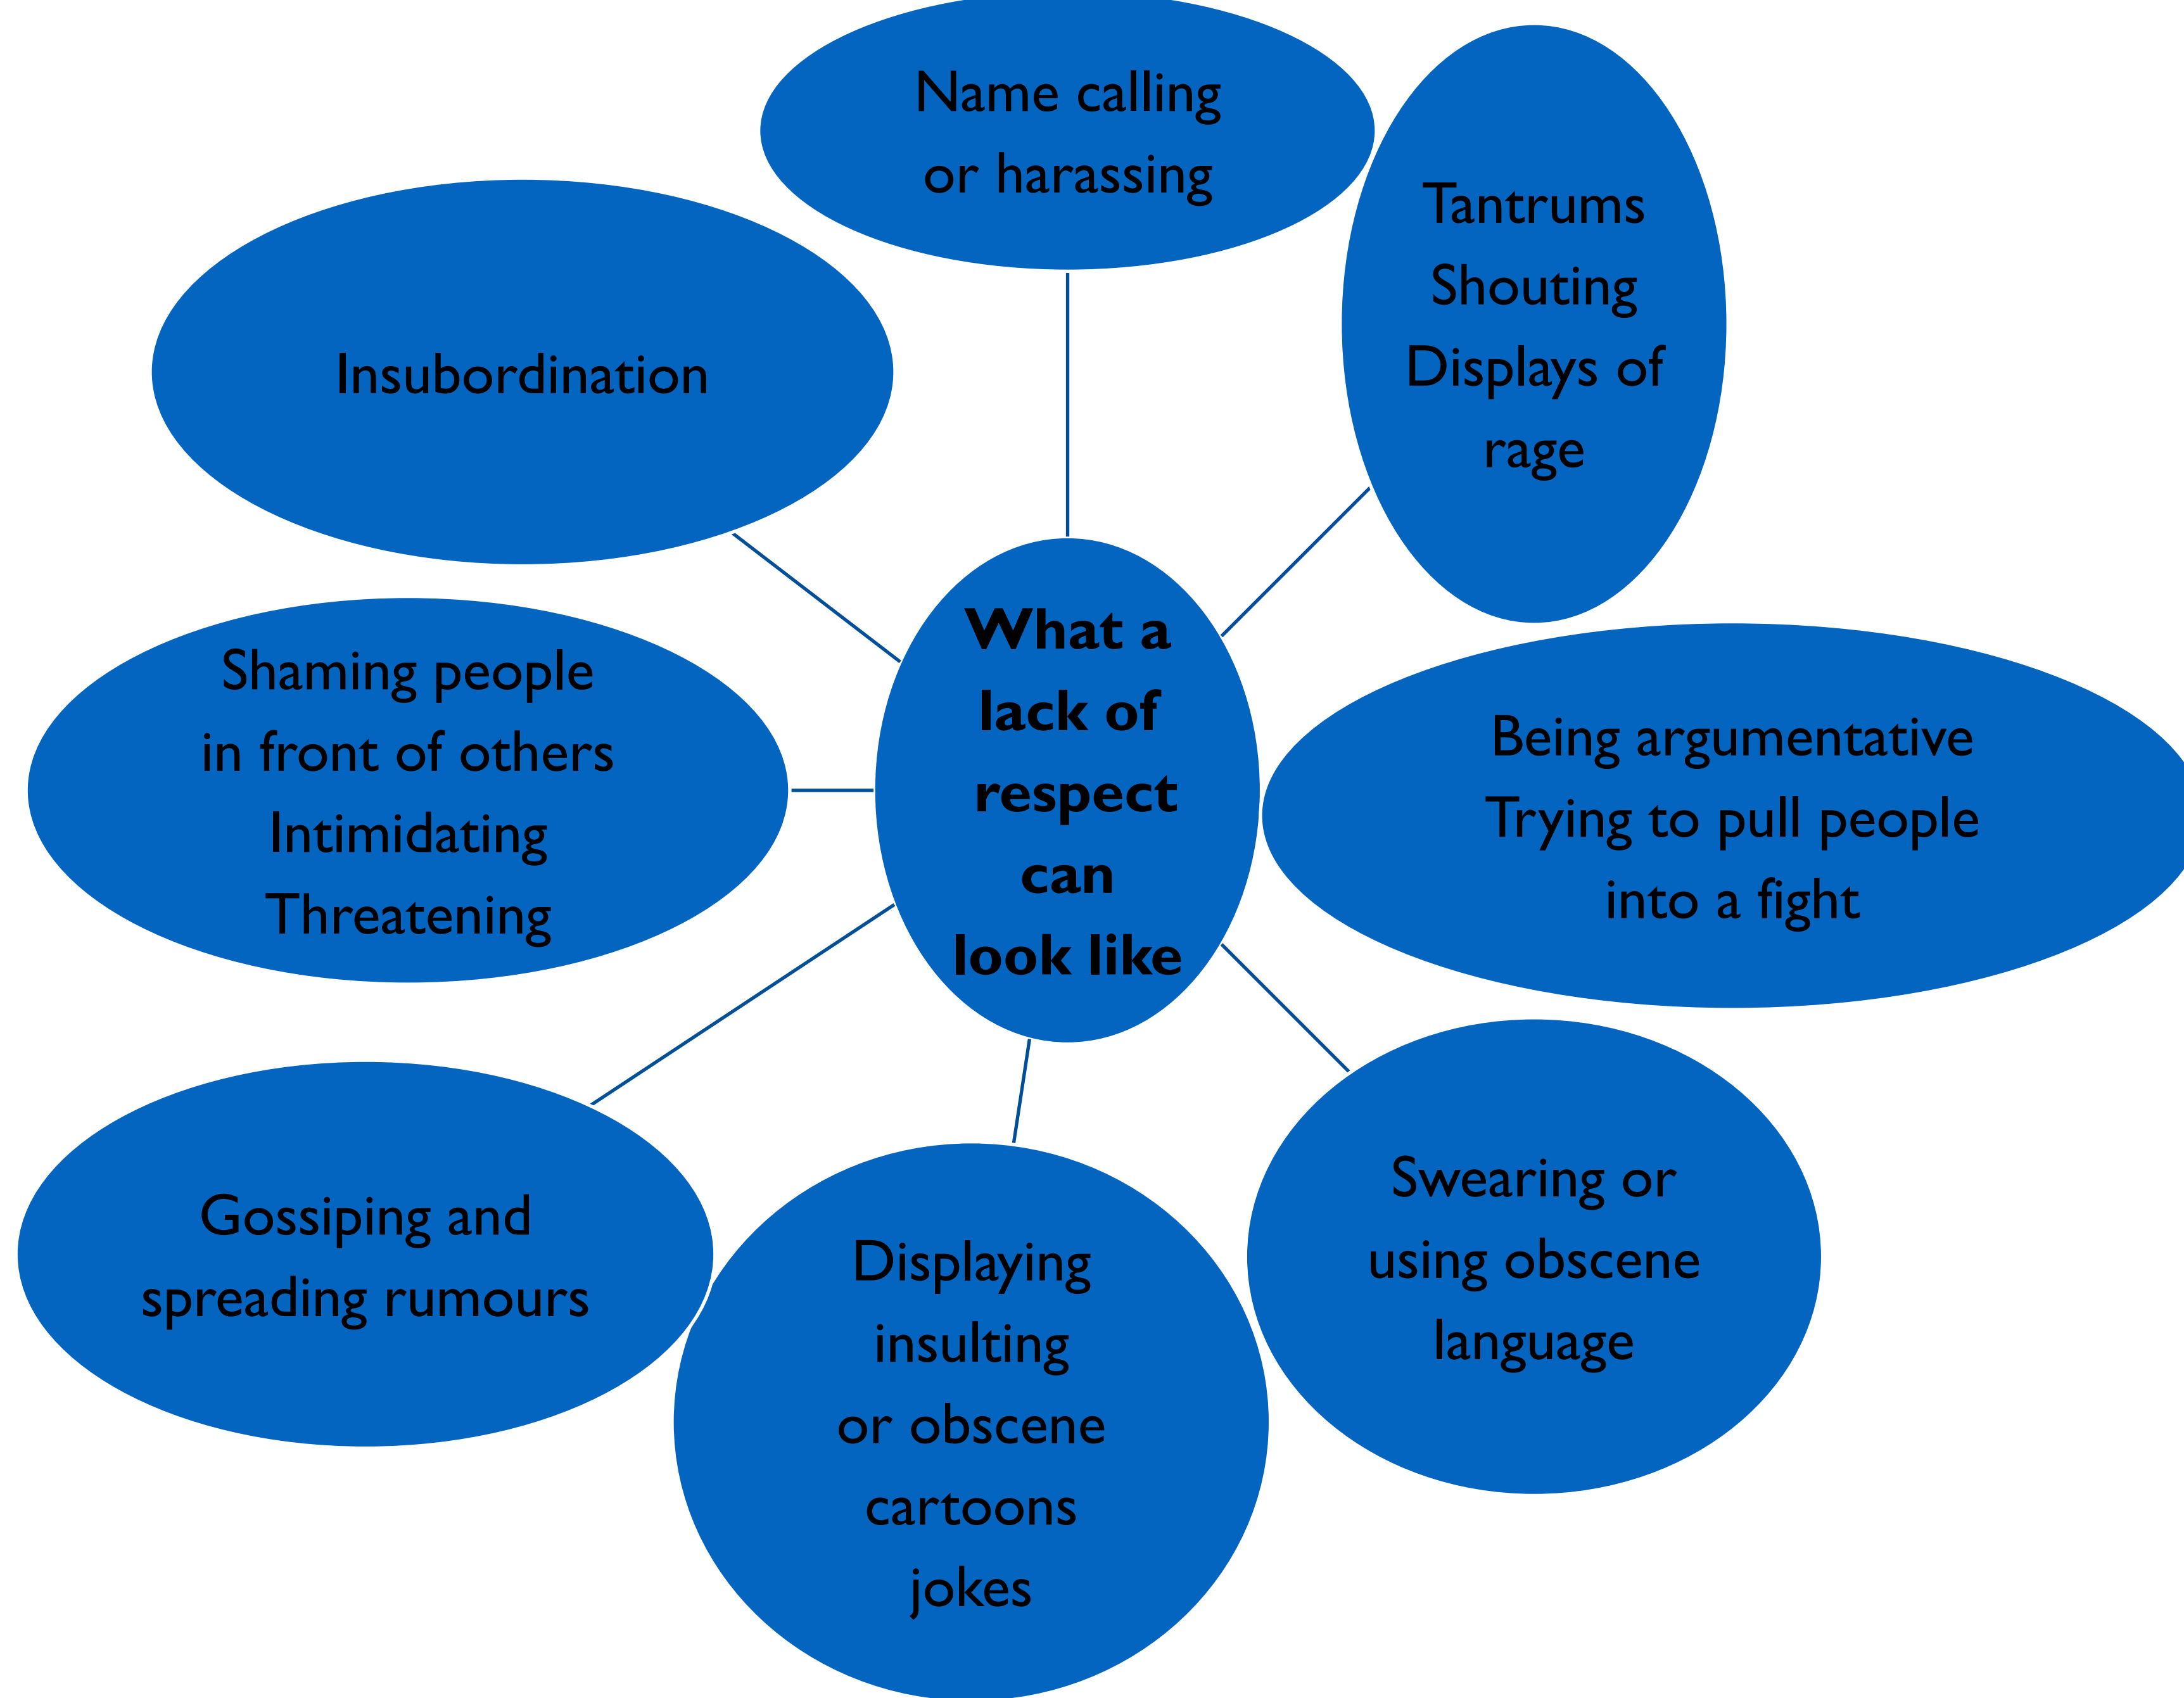 Name calling
or harassing
Tantrums
Shouting
Displays of
rage
Insubordination
What a
lack of
respect
can
look like
Shaming people
in front of others
Intimidating
Threatening
Being argumentative
Trying to pull people
into a fight
Gossiping and
spreading rumours
Displaying
insulting
or obscene
cartoons
jokes
Swearing or
using obscene
language